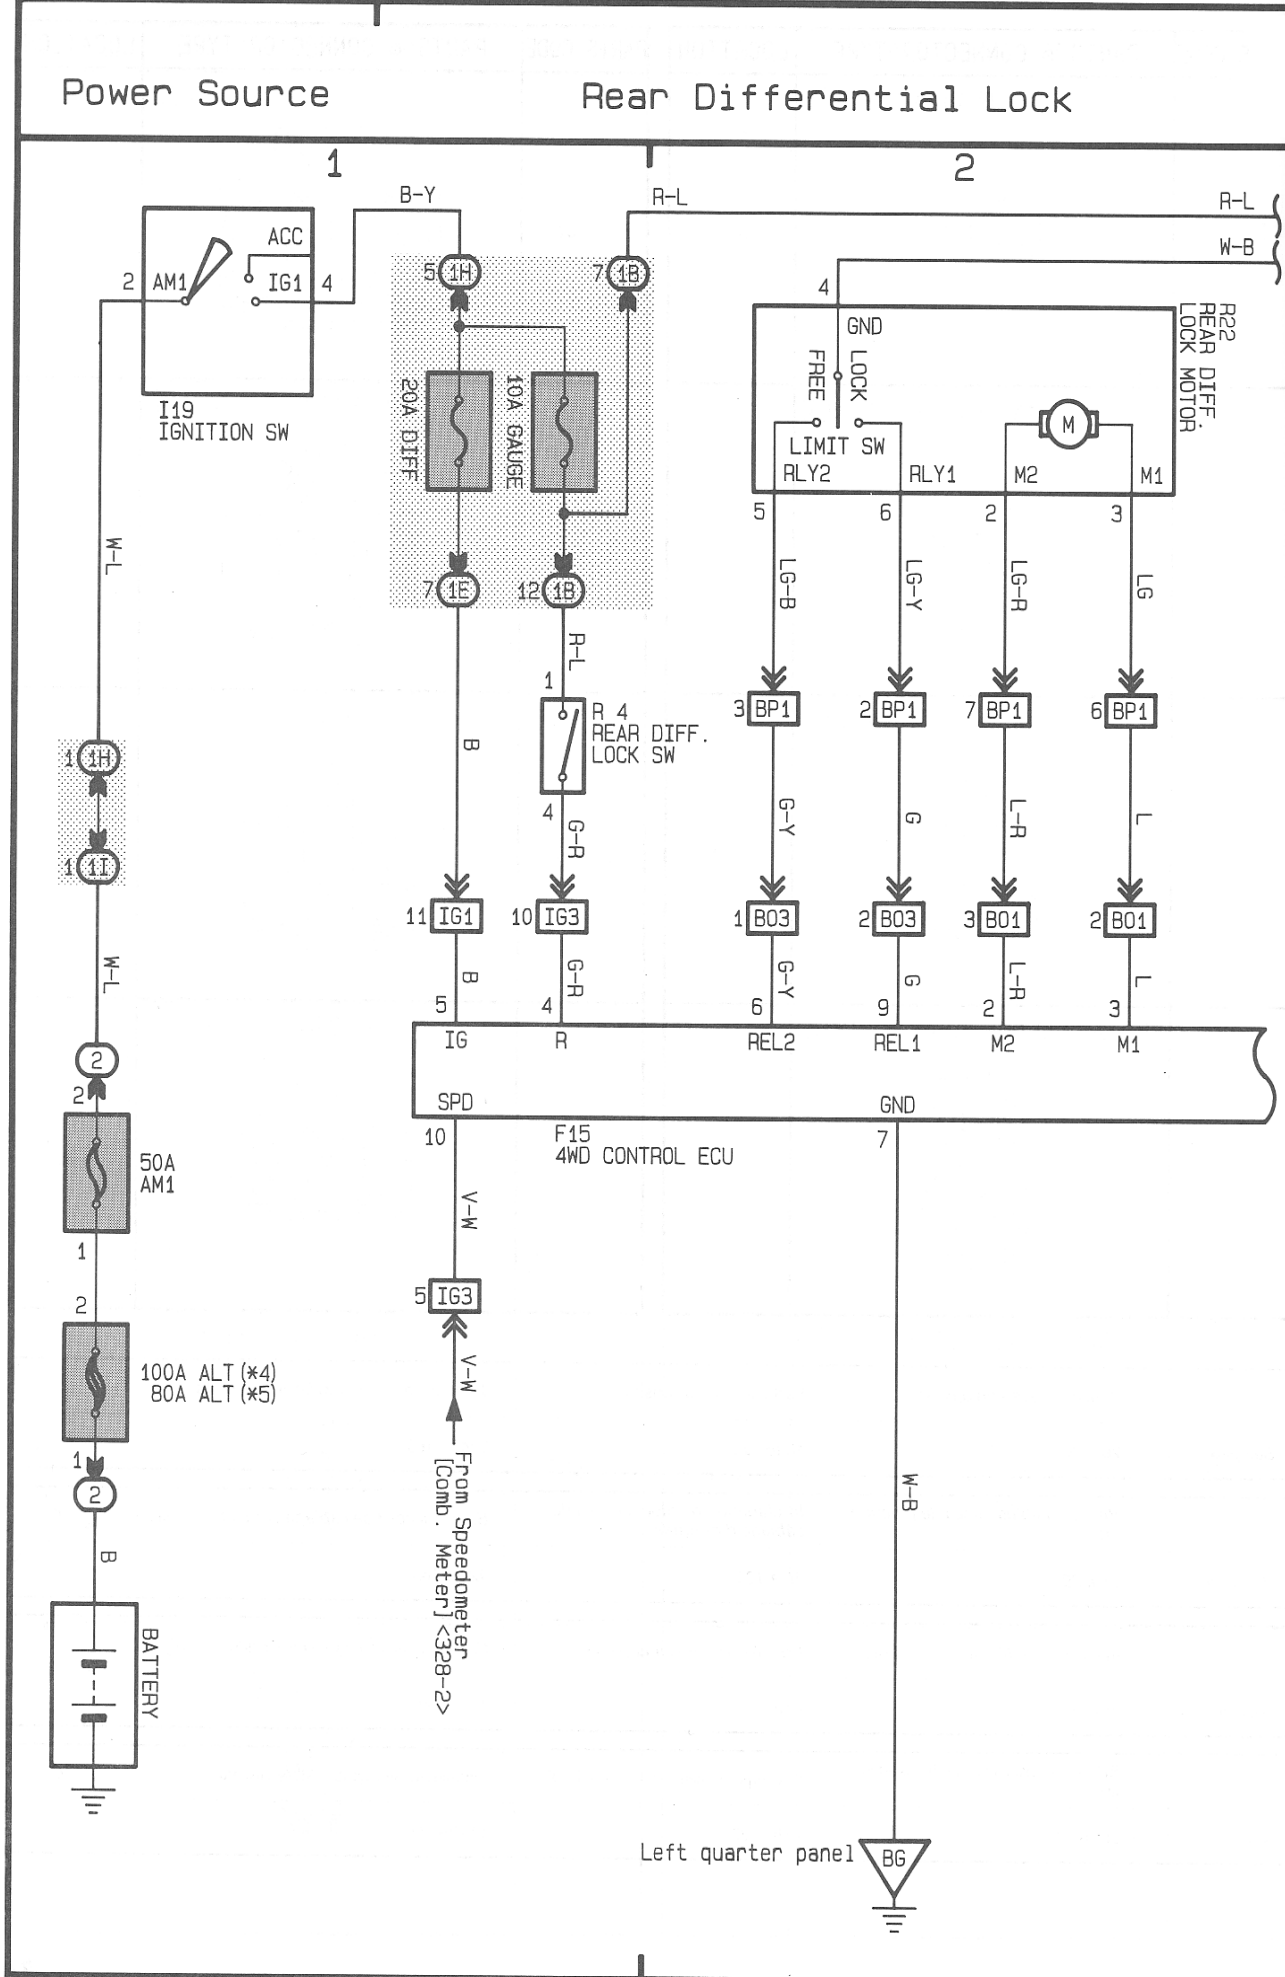 Power Source
Rear Differential Lock
1
2
B-Y
R-L
R-L
W-B
ACC
2
AM1
IG1
4
I19
IGNITION SW
5
1H
7
1B
20A DIFF
10A GAUGE
7
1E
12
1B
4
GND
FREE
LOCK
LIMIT SW
M
RLY2
RLY1
M2
M1
R22
REAR DIFF.
LOCK MOTOR
5
6
2
3
W-L
LG-B
LG-Y
LG-R
LG
R-L
1
R 4
REAR DIFF.
LOCK SW
4
B
G-R
3
BP1
2
BP1
7
BP1
6
BP1
1
1H
1
1I
G-Y
G
L-R
L
11
IG1
10
IG3
1
BO3
2
BO3
3
BO1
2
BO1
W-L
B
G-R
G-Y
G
L-R
L
5
4
6
9
2
3
IG
R
REL2
REL1
M2
M1
SPD
GND
10
F15
4WD CONTROL ECU
7
2
2
50A
AM1
1
V-W
5
IG3
2
100A ALT(*4)
80A ALT(*5)
V-W
1
2
From Speedometer
[Comb. Meter]<328-2>
W-B
B
BATTERY
Left quarter panel
BG